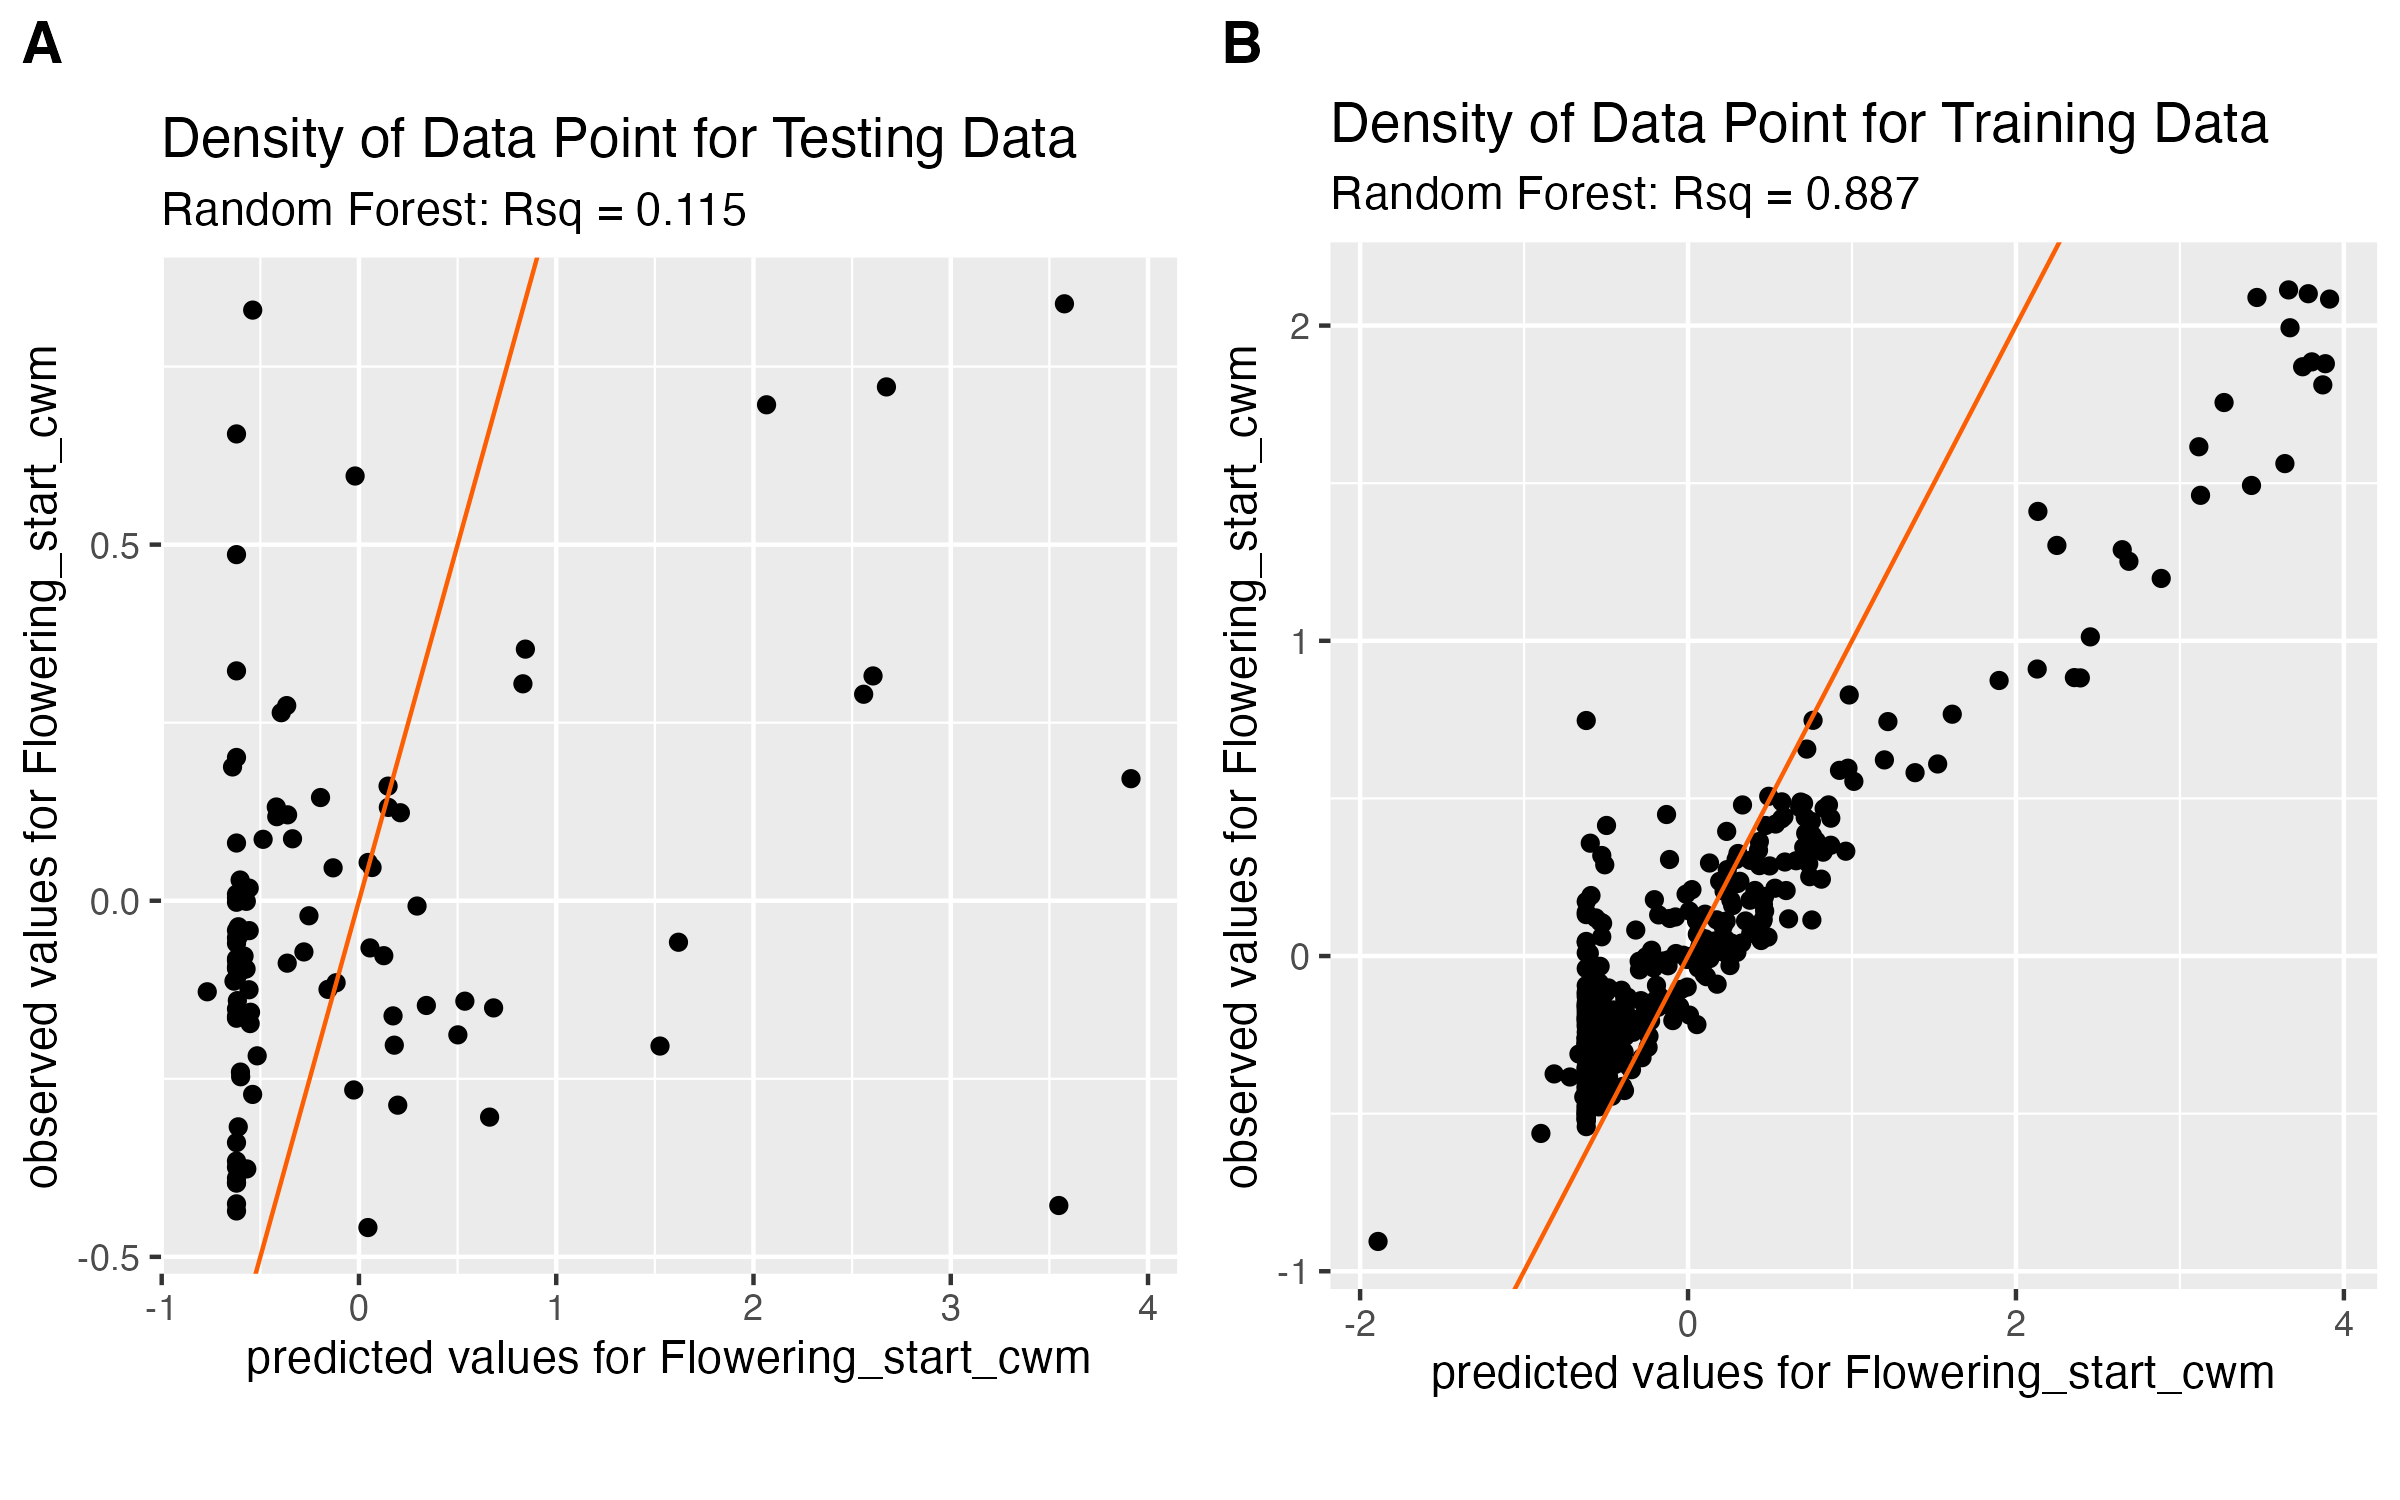 A
Density of Data Point for Testing Data
Random Forest: Rsq = 0.115
observed values for Flowering_start_cwm
0.5
0.0
-0.5
-1 0 1 2 3 4
predicted values for Flowering_start_cwm
B
Density of Data Point for Training Data
Random Forest: Rsq = 0.887
observed values for Flowering_start_cwm
2
1
0
-1
-2 0 2 4
predicted values for Flowering_start_cwm